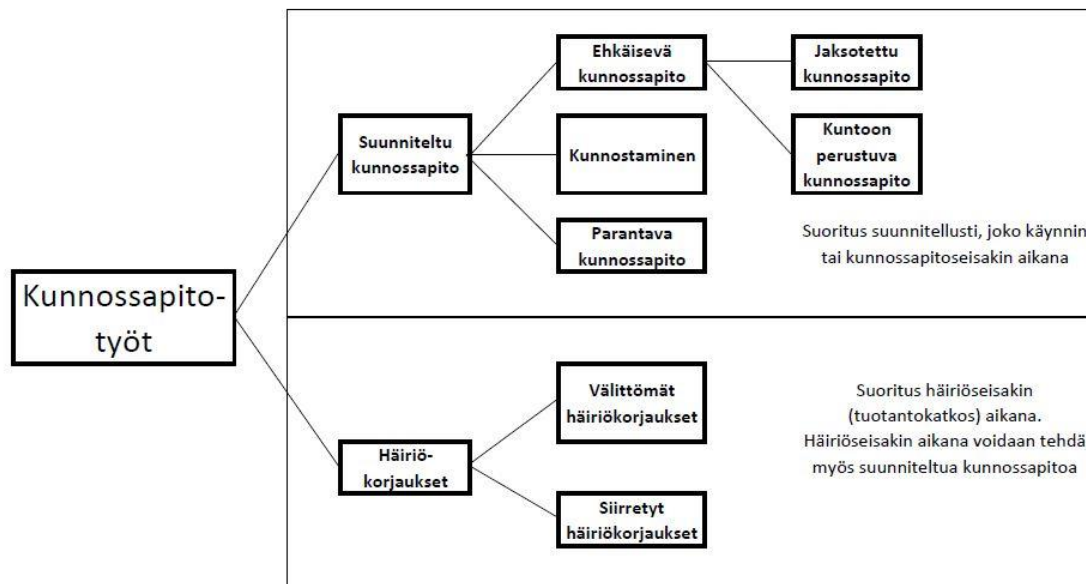 Ehkäisevä
kunnossapito
Jaksotettu
kunnossapito
Suunniteltu
kunnossapito
Kunnostaminen
Kuntoon
perustuva
kunnossapito
Parantava
kunnossapito
Suoritus suunnitellusti, joko käynnin
tai kunnossapitoseisakin aikana
Kunnossapito-
työt
Välittömät
häiriökorjaukset
Suoritus häiriöseisakin
(tuotantokatkos) aikana.
Häiriöseisakin aikana voidaan tehdä
myös suunniteltua kunnossapitoa
Häiriö-
korjaukset
Siirretyt
häiriökorjaukset